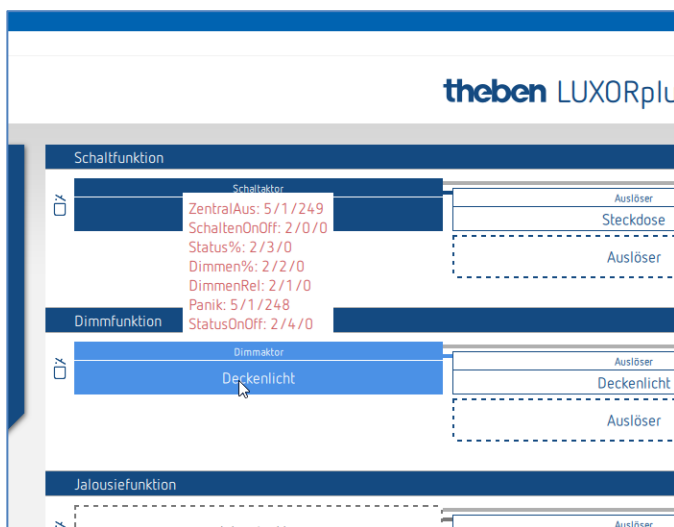 theben LUXORplu
Schaltfunktion
Schaltaktor
Auslöser
Steckdose
Auslöser
ZentralAus: 5/1/249
SchaltenOnOff: 2/0/0
Status%: 2/3/0
Dimmen%: 2/2/0
DimmenRel: 2/1/0
Panik: 5/1/248
StatusOnOff: 2/4/0
Dimmfunktion
Dimmaktor
Deckenlicht
Auslöser
Deckenlicht
Auslöser
Jalousiefunktion
Auslöser